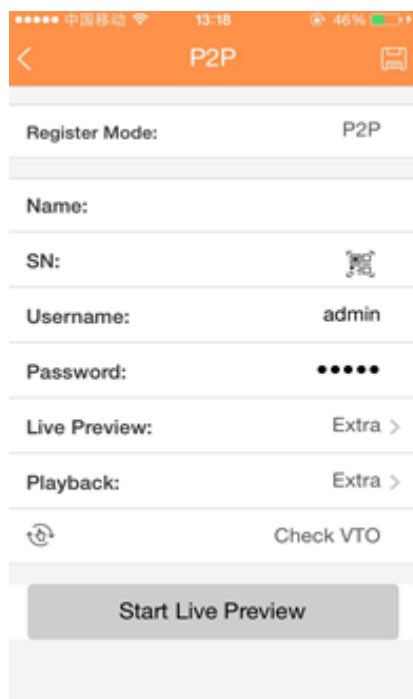 中国移动 13:18 46%
P2P
Register Mode: P2P
Name:
SN:
Username: admin
Password: •••••
Live Preview: Extra >
Playback: Extra >
Check VTO
Start Live Preview